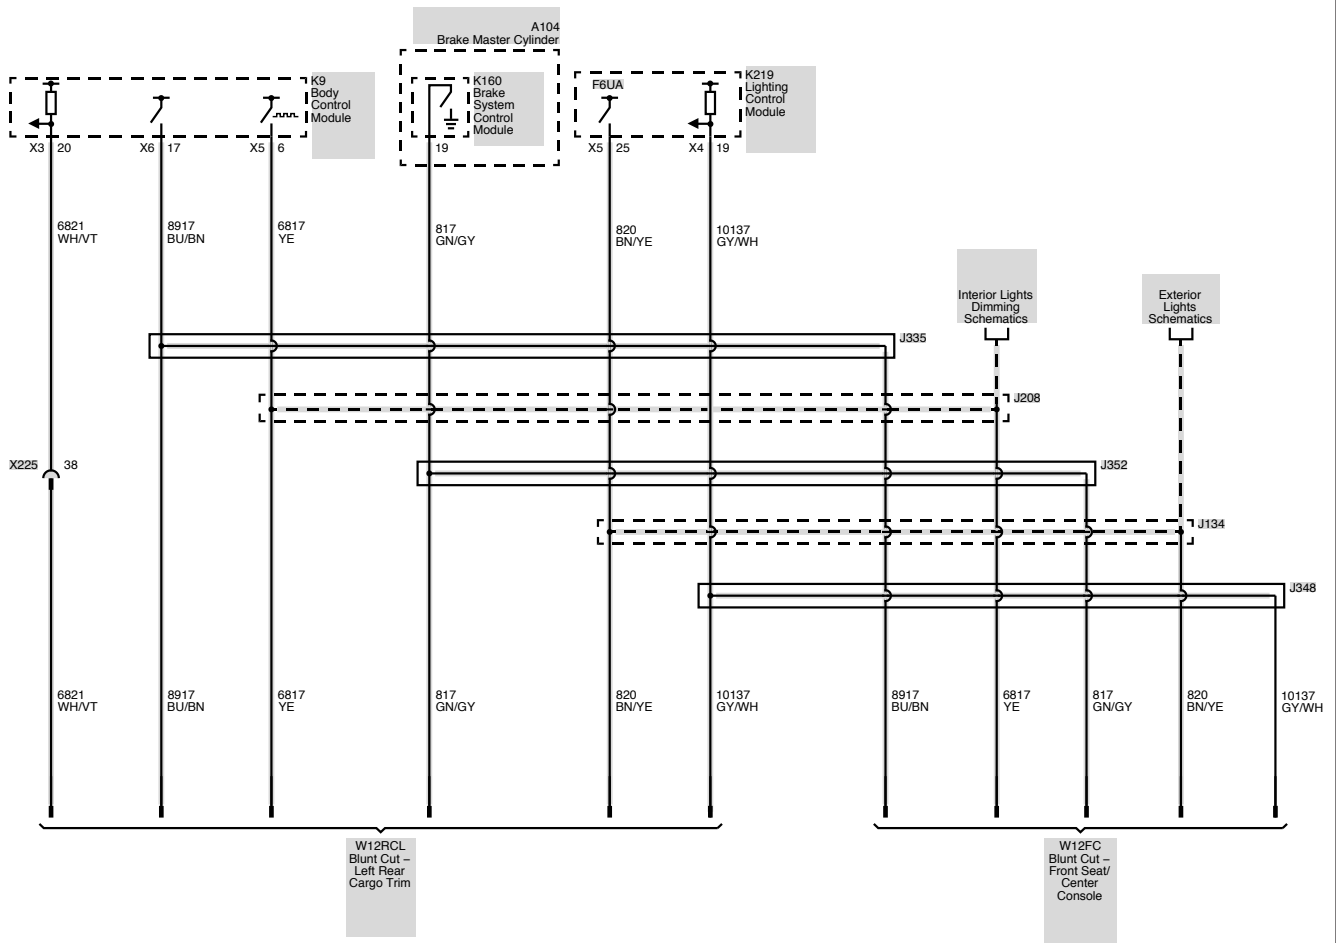 A104
Brake Master Cylinder
K9
Body
Control
Module
K160
Brake
System
Control
Module
F6UA
K219
Lighting
Control
Module
X3 20
X6 17
X5 6
19
X5 25
X4 19
6821
WH/VT
8917
BU/BN
6817
YE
817
GN/GY
820
BN/YE
10137
GY/WH
Interior Lights
Dimming
Schematics
Exterior
Lights
Schematics
J335
J208
X225 38
J352
J134
J348
6821
WH/VT
8917
BU/BN
6817
YE
817
GN/GY
820
BN/YE
10137
GY/WH
8917
BU/BN
6817
YE
817
GN/GY
820
BN/YE
10137
GY/WH
W12RCL
Blunt Cut –
Left Rear
Cargo Trim
W12FC
Blunt Cut –
Front Seat/
Center
Console